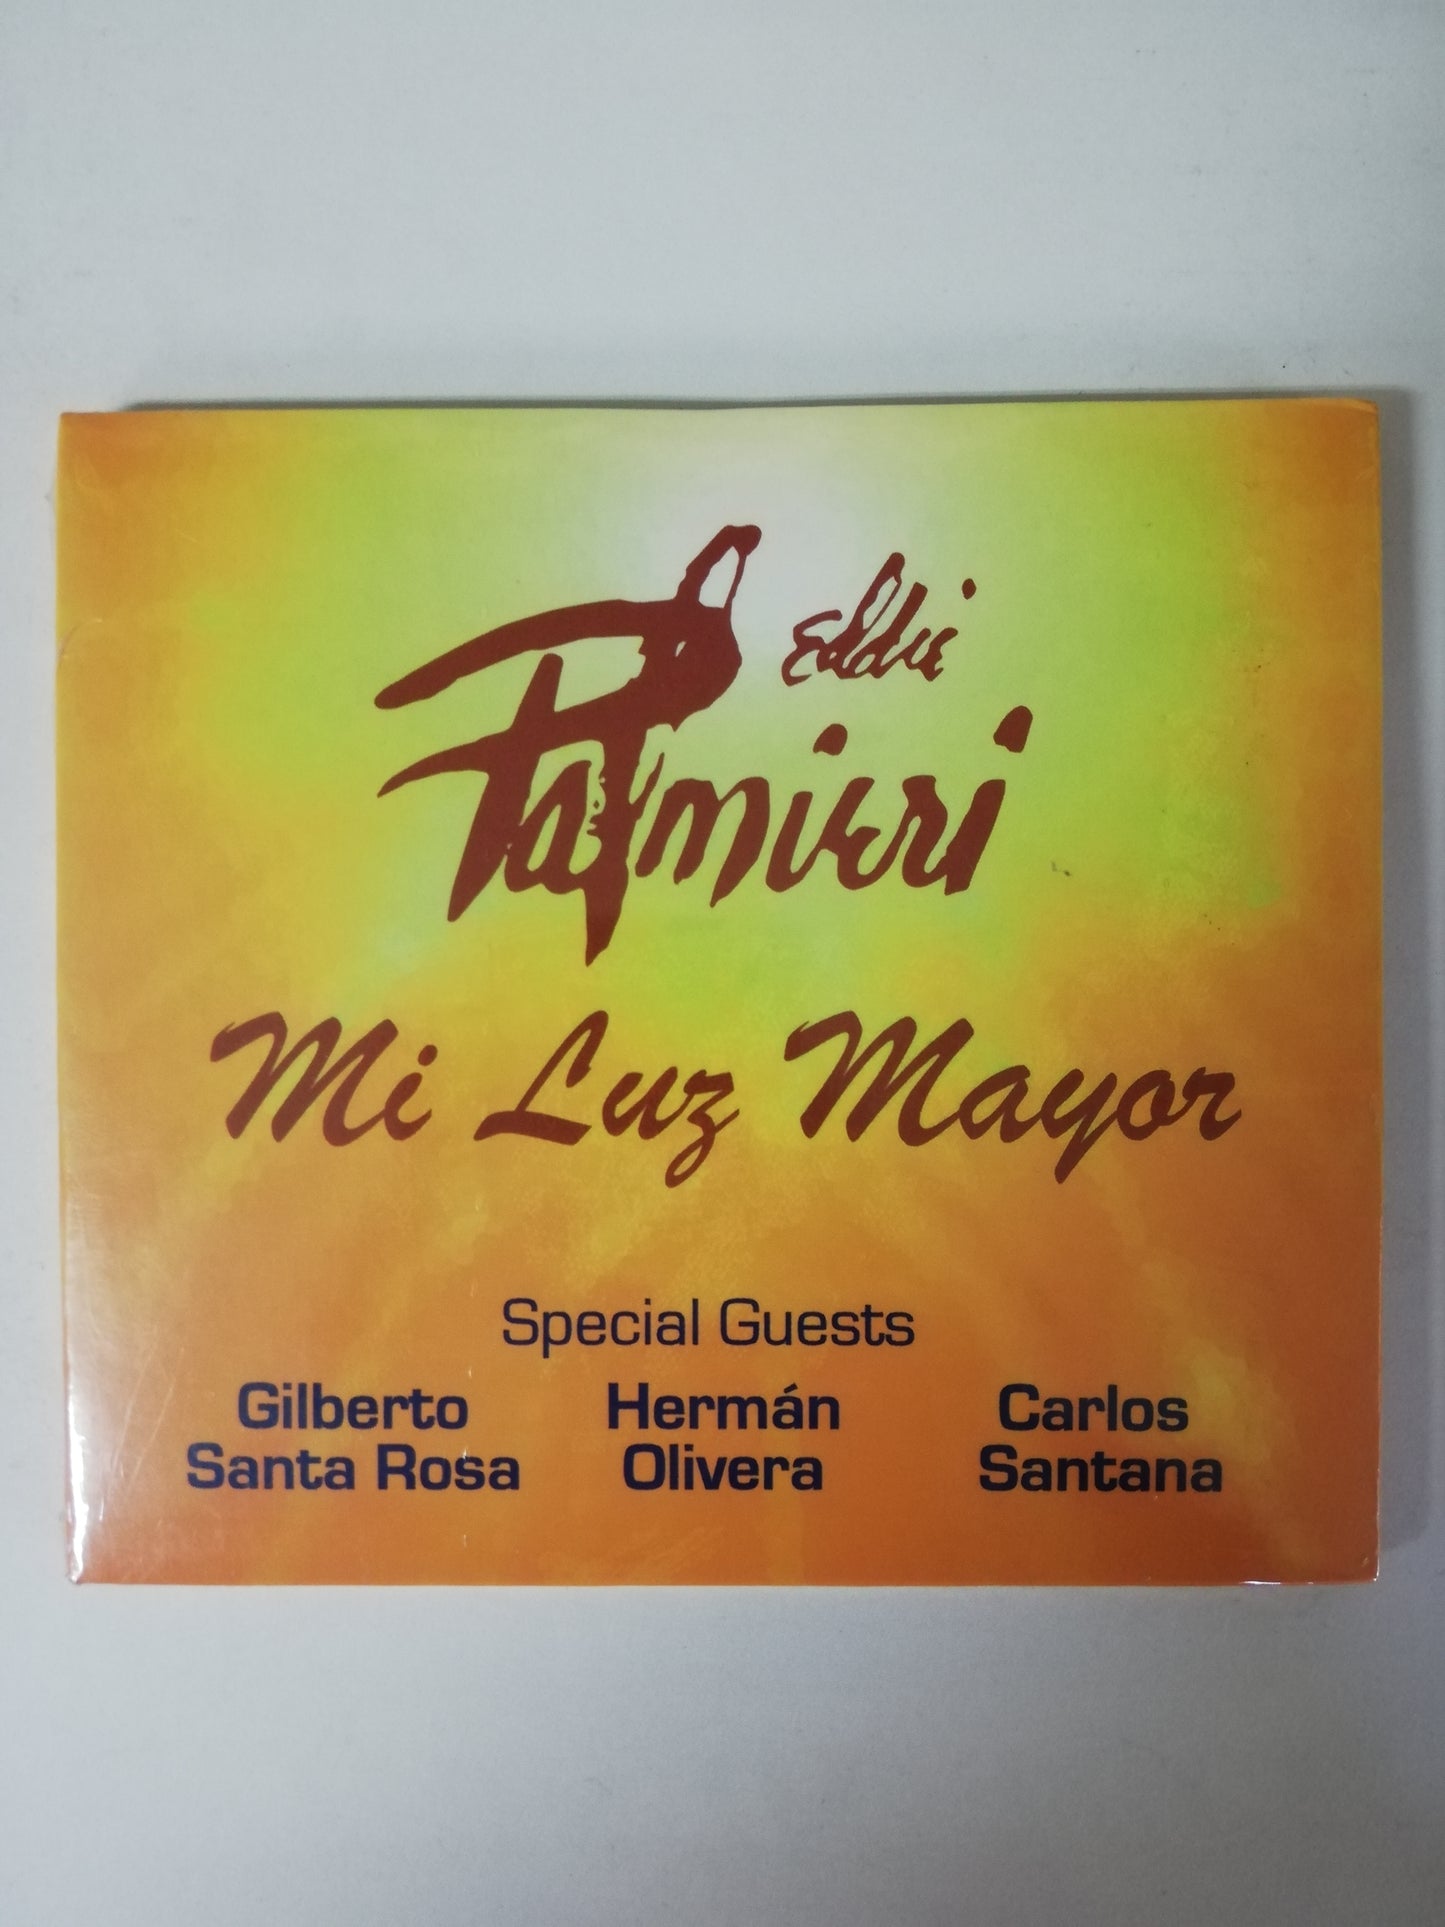 Eddie
Palmieri
Mi Luz Mayor
Special Guests
Gilberto Santa Rosa
Hermán Olivera
Carlos Santana